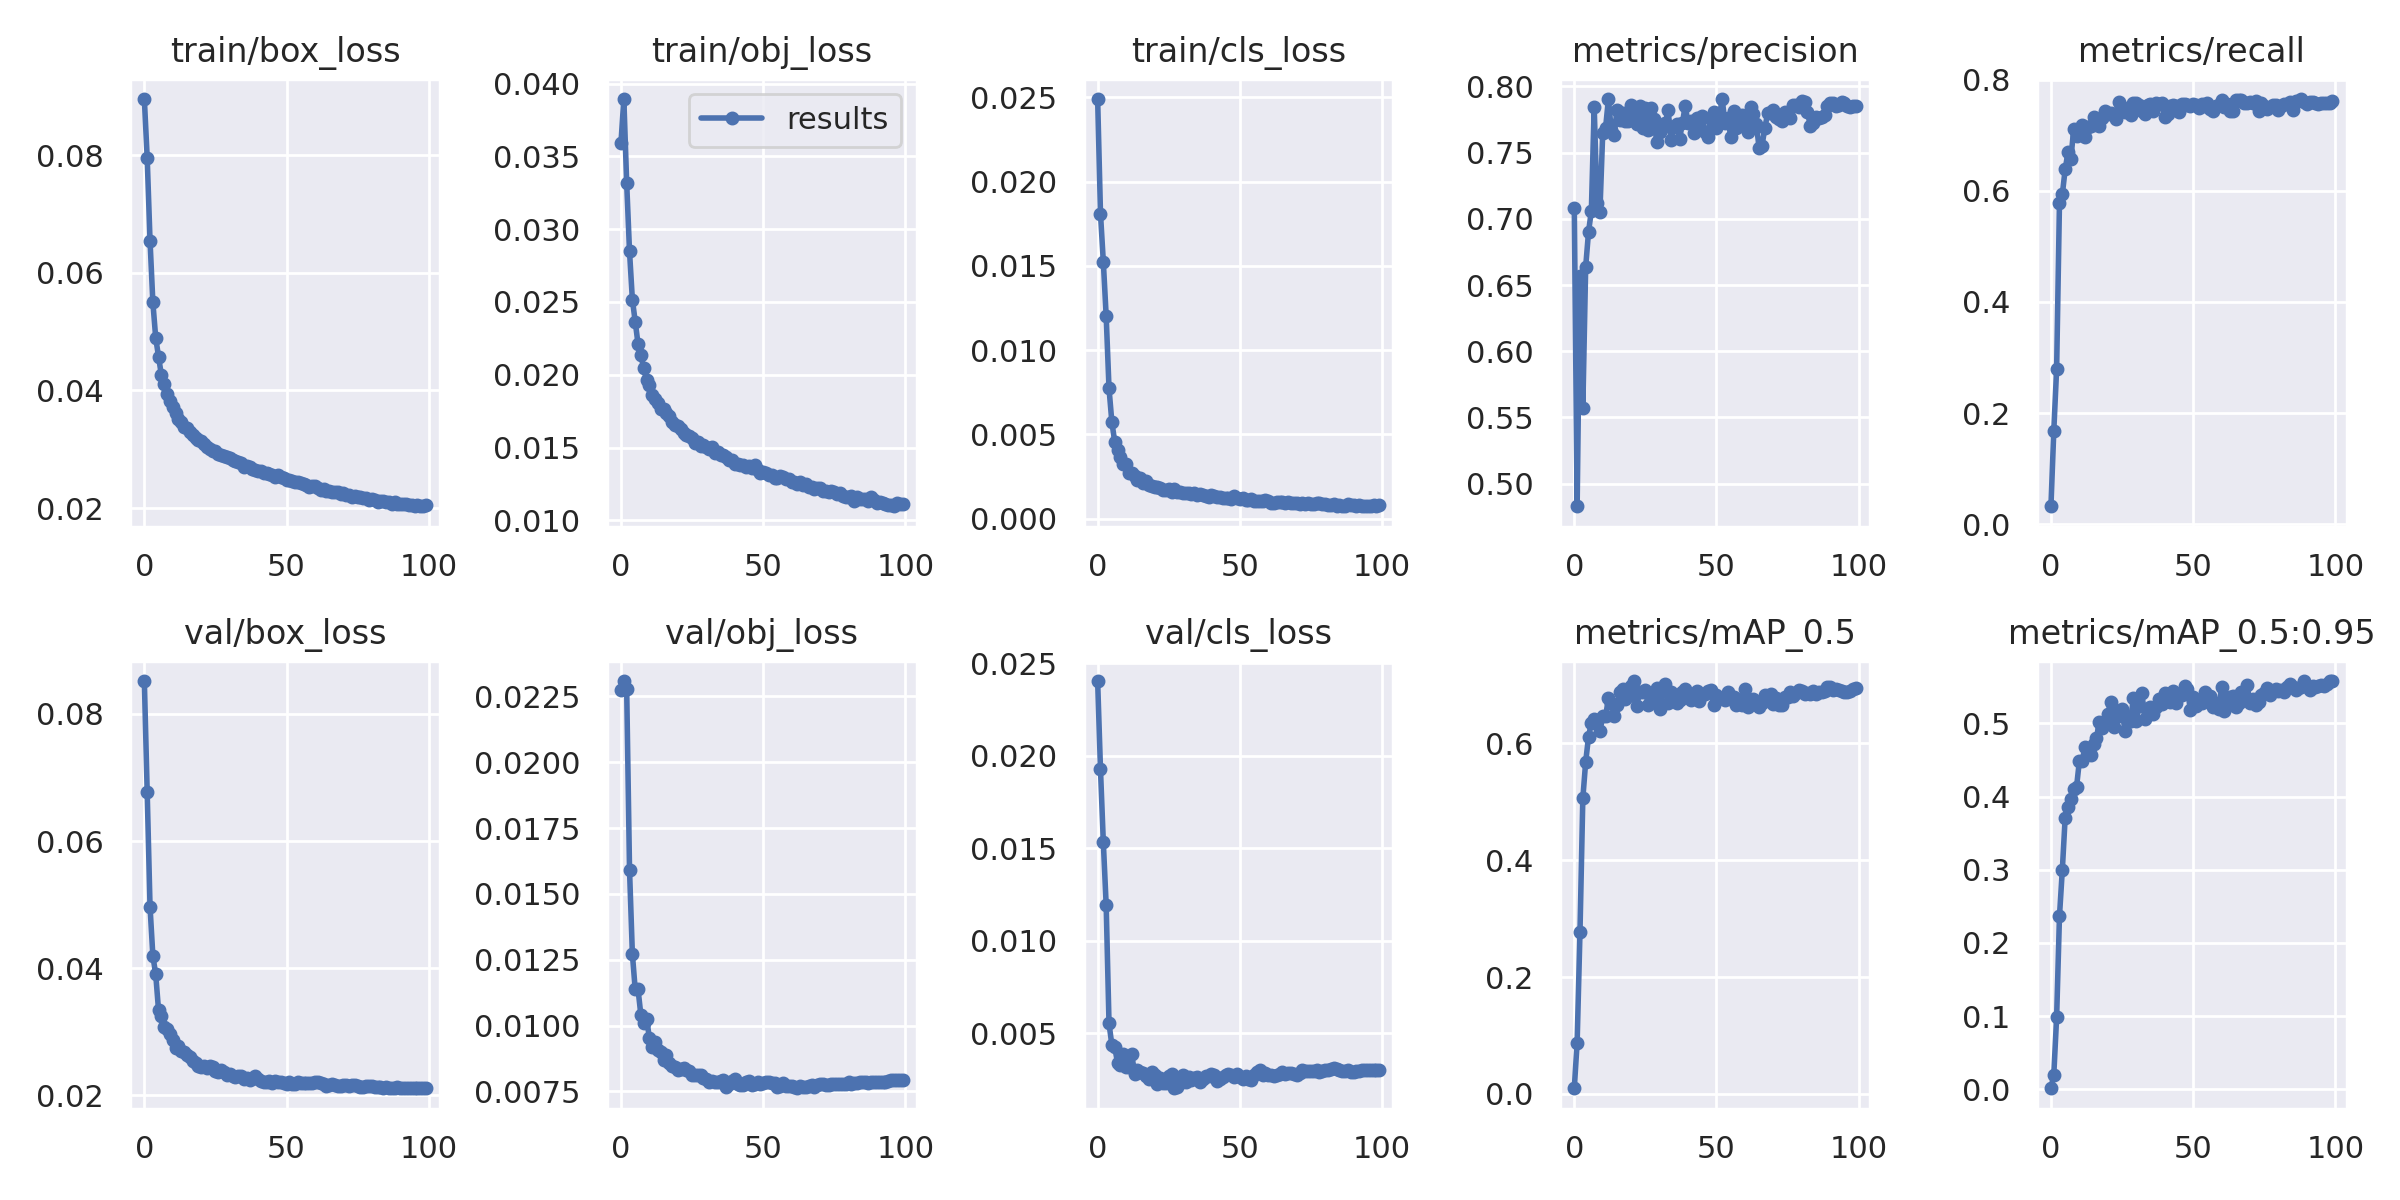 train/box_loss
0.08
0.06
0.04
0.02
0 50 100
train/obj_loss
results
0.040
0.035
0.030
0.025
0.020
0.015
0.010
0 50 100
train/cls_loss
0.025
0.020
0.015
0.010
0.005
0.000
0 50 100
metrics/precision
0.80
0.75
0.70
0.65
0.60
0.55
0.50
0 50 100
metrics/recall
0.8
0.6
0.4
0.2
0.0
0 50 100
val/box_loss
0.08
0.06
0.04
0.02
0 50 100
val/obj_loss
0.0225
0.0200
0.0175
0.0150
0.0125
0.0100
0.0075
0 50 100
val/cls_loss
0.025
0.020
0.015
0.010
0.005
0 50 100
metrics/mAP_0.5
0.6
0.4
0.2
0.0
0 50 100
metrics/mAP_0.5:0.95
0.5
0.4
0.3
0.2
0.1
0.0
0 50 100